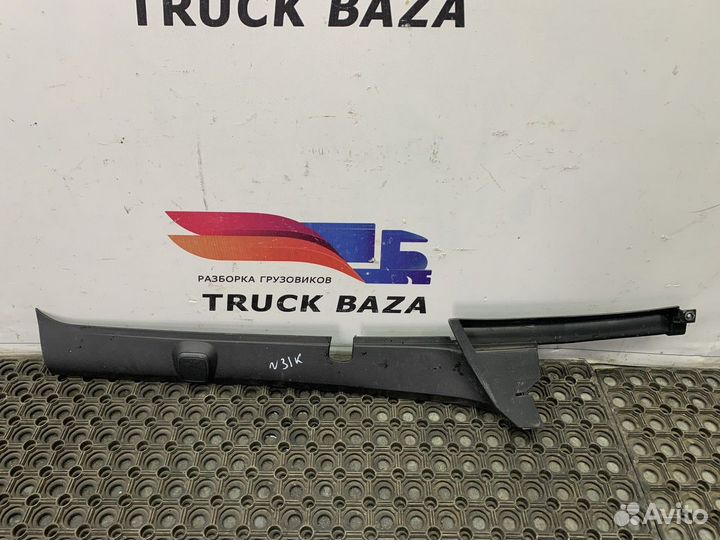 TRUCK BAZA
РАЗБОРКА ГРУЗОВИКОВ
TRUCK BAZA
N31K
Avito